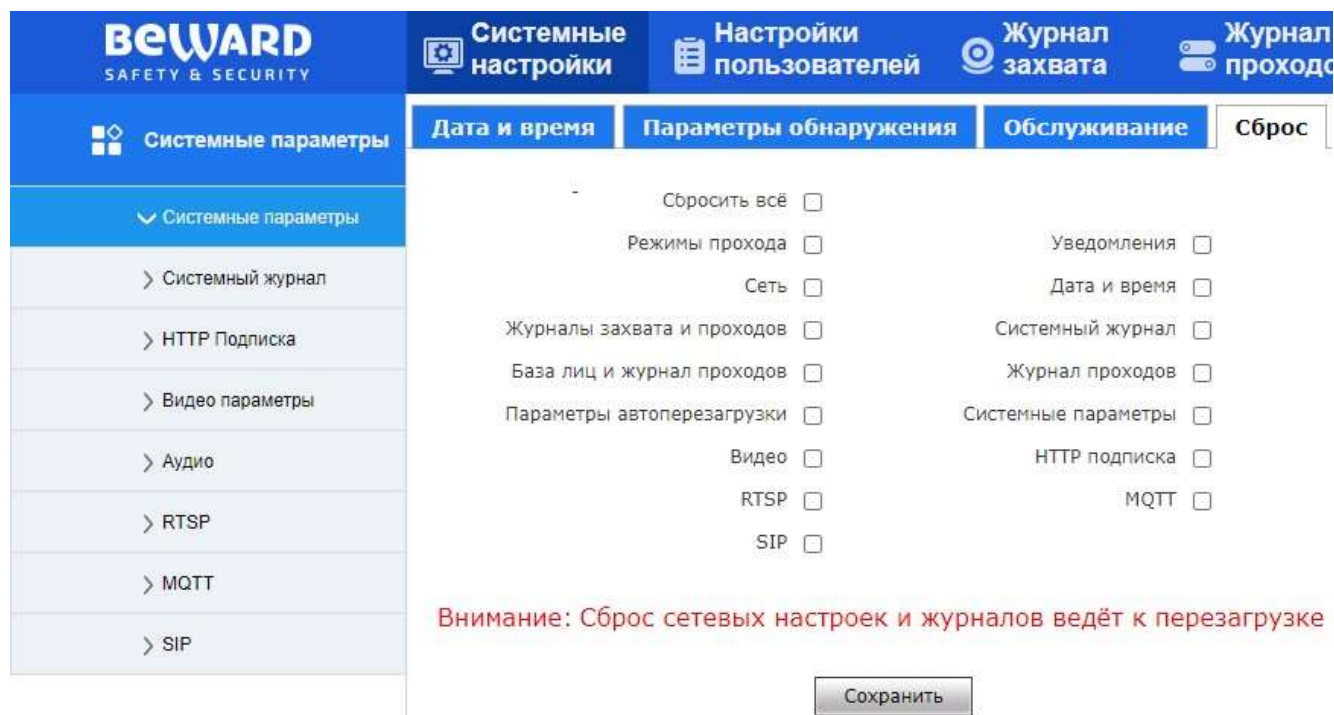 BEWARD
SAFETY & SECURITY
Системные
настройки
Настройки
пользователей
Журнал
захвата
Журнал
Дата и время
Параметры обнаружения
Обслуживание
Сброс
Системные параметры
Системные параметры
Системный журнал
HTTP Подписка
Видео параметры
Аудио
RTSP
MQTT
SIP
-
Сбросить всё
Режимы прохода
Уведомления
Сеть
Дата и время
Журналы захвата и проходов
Системный журнал
База лиц и журнал проходов
Журнал проходов
Параметры автоперезагрузки
Системные параметры
Видео
HTTP подписка
RTSP
MQTT
SIP
Внимание: Сброс сетевых настроек и журналов ведёт к перезагрузке
Сохранить